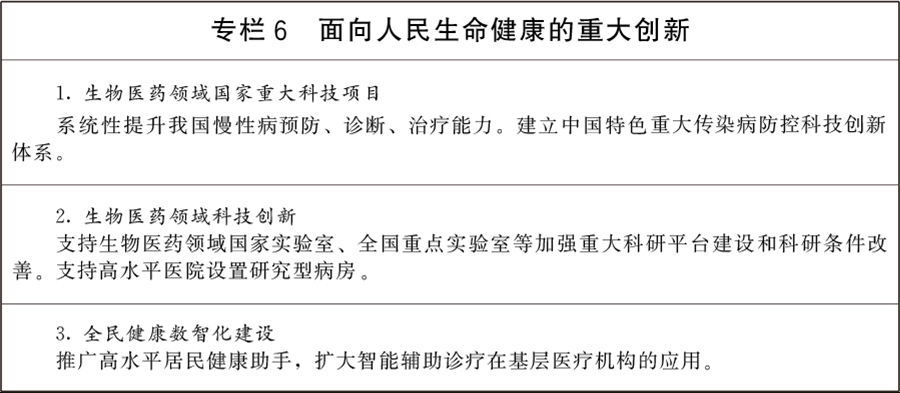 专栏6 面向人民生命健康的重大创新
1. 生物医药领域国家重大科技项目
系统性提升我国慢性病预防、诊断、治疗能力。建立中国特色重大传染病防控科技创新
体系。
2. 生物医药领域科技创新
支持生物医药领域国家实验室、全国重点实验室等加强重大科研平台建设和科研条件改
善。支持高水平医院设置研究型病房。
3. 全民健康数智化建设
推广高水平居民健康助手，扩大智能辅助诊疗在基层医疗机构的应用。